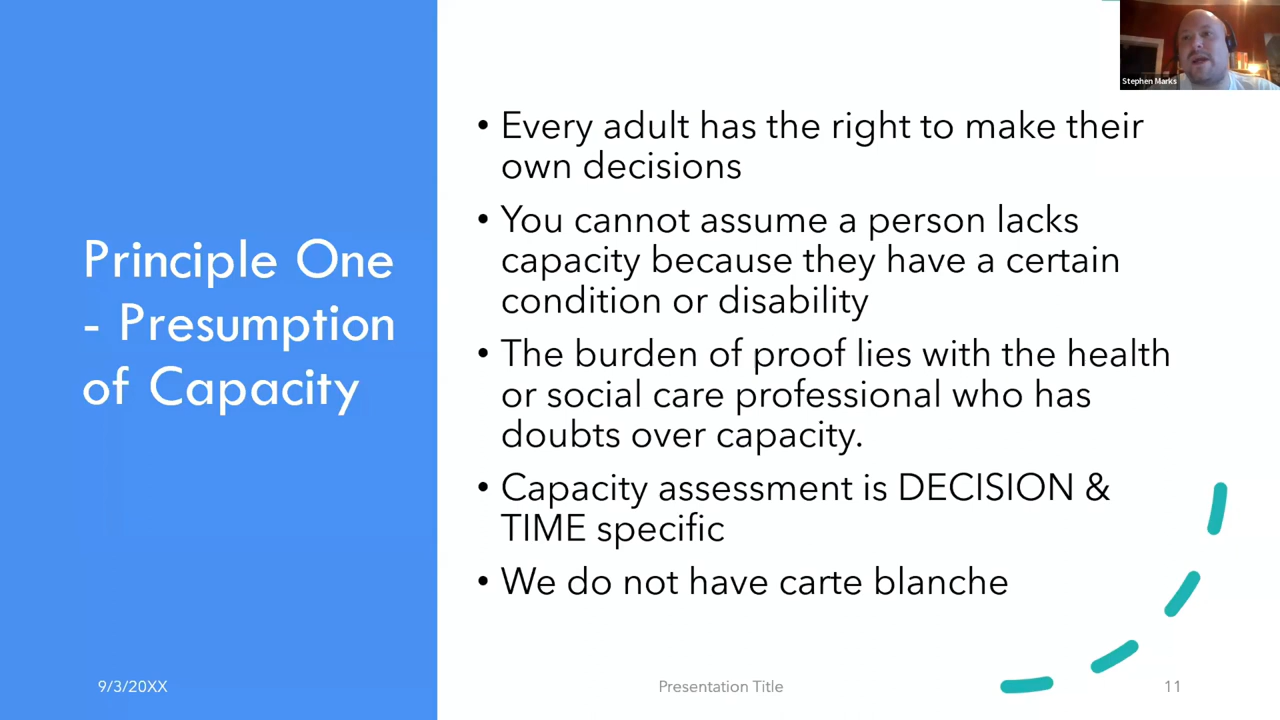 Stephen Marks
Principle One
- Presumption
of Capacity
• Every adult has the right to make their
own decisions
• You cannot assume a person lacks
capacity because they have a certain
condition or disability
• The burden of proof lies with the health
or social care professional who has
doubts over capacity.
• Capacity assessment is DECISION &
TIME specific
• We do not have carte blanche
9/3/20XX
Presentation Title
11